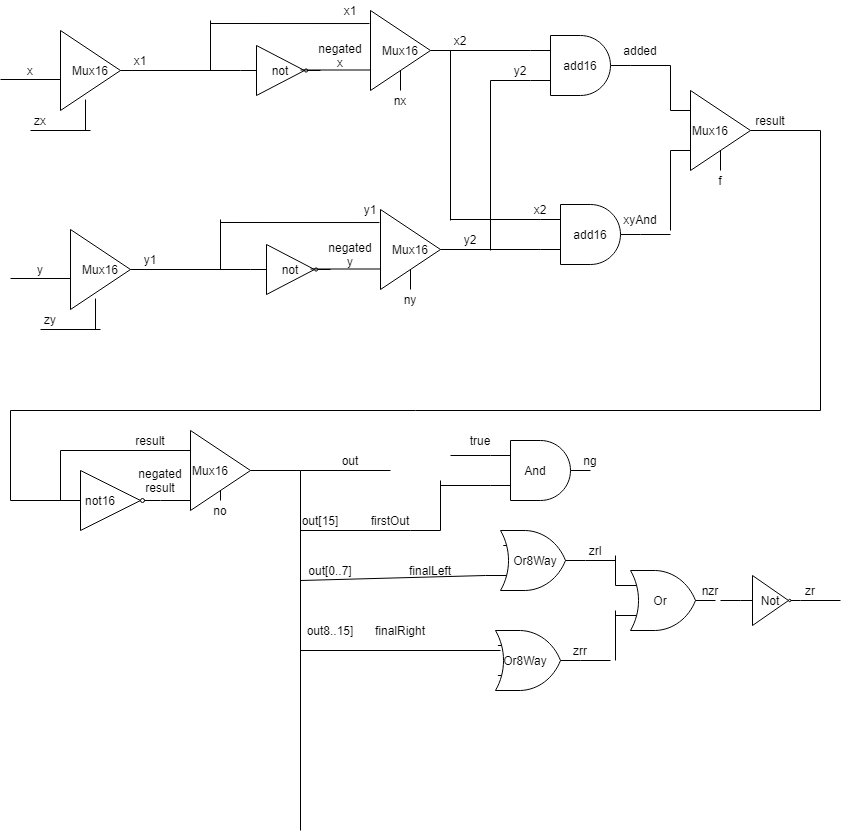 x1
x
Mux16
x1
zx
not
negated
x
Mux16
nx
x2
y2
add16
added
Mux16
f
result
y
Mux16
y1
zy
y1
not
negated
y
Mux16
ny
y2
x2
add16
xyAnd
result
not16
negated
result
Mux16
no
out
true
And
ng
out[15]
firstOut
out[0..7]
finalLeft
Or8Way
zrl
out8..15]
finalRight
Or8Way
zrr
Or
nzr
Not
zr